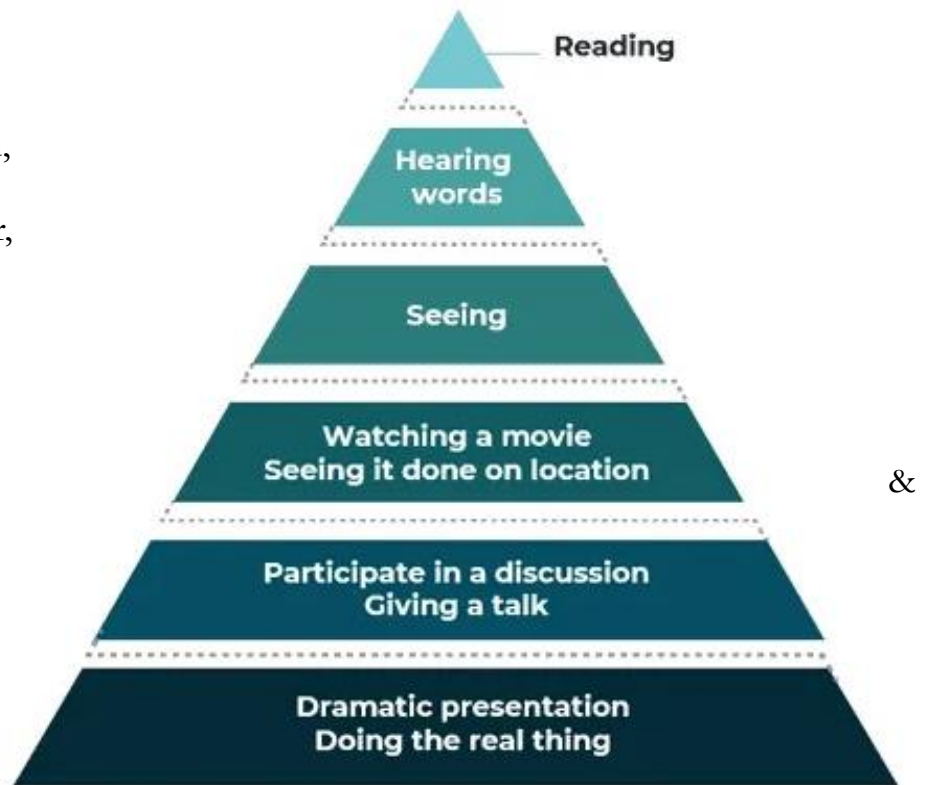 Reading
Hearing
words
Seeing
Watching a movie
Seeing it done on location
&
Participate in a discussion
Giving a talk
Dramatic presentation
Doing the real thing